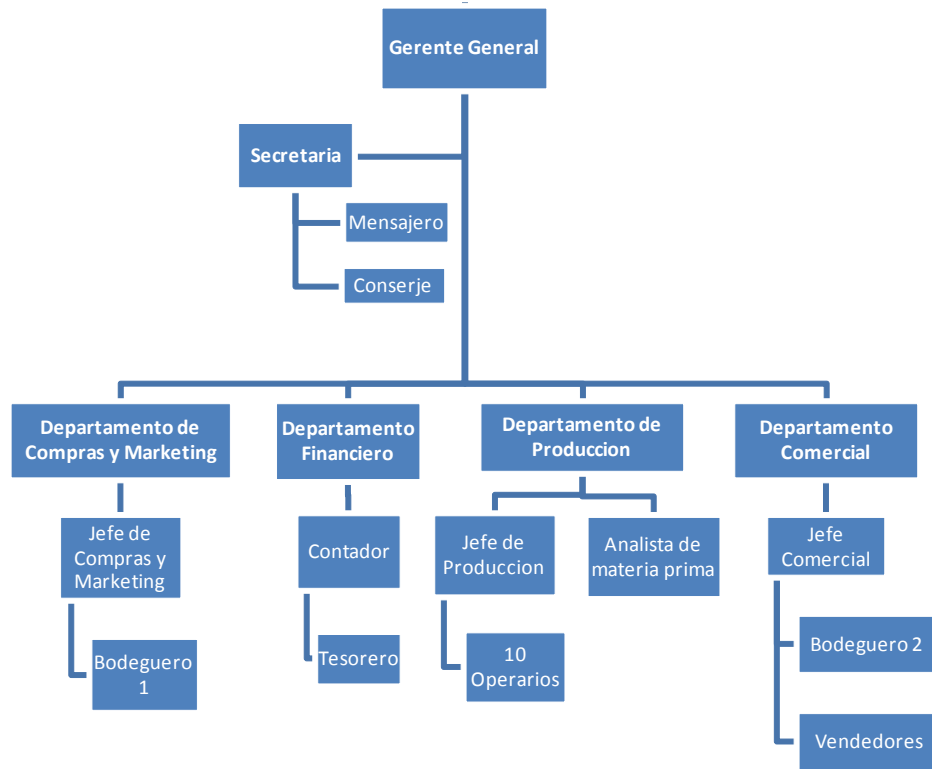 Gerente General
Secretaria
Mensajero
Conserje
Departamento de
Compras y Marketing
Departamento
Financiero
Departamento de
Produccion
Departamento
Comercial
Jefe de
Compras y
Marketing
Contador
Jefe de
Produccion
Analista de
materia prima
Jefe
Comercial
Bodeguero
1
Tesorero
10
Operarios
Bodeguero 2
Vendedores